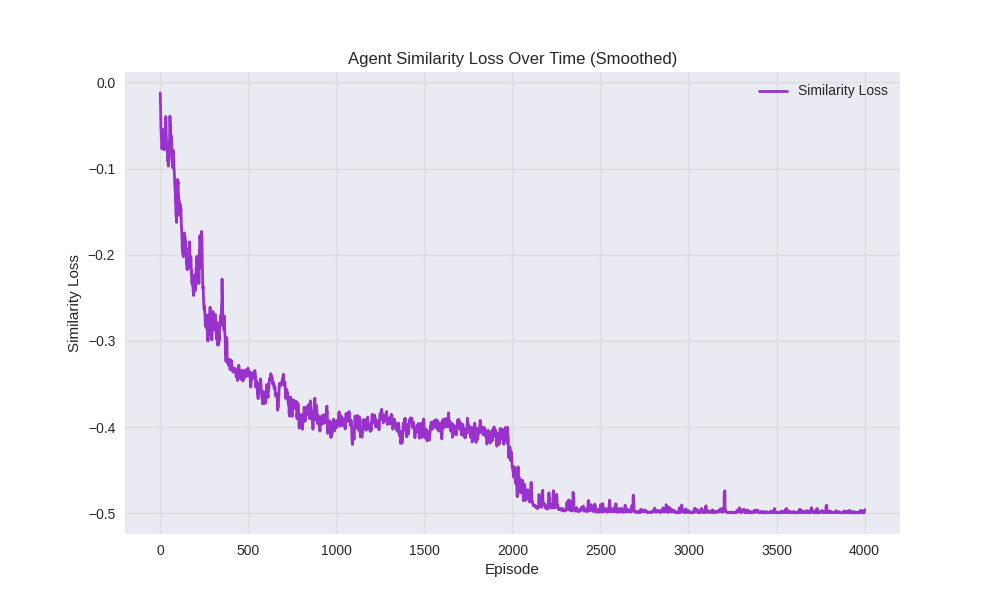 Agent Similarity Loss Over Time (Smoothed)
Similarity Loss
0.0
−0.1
−0.2
−0.3
−0.4
−0.5
Similarity Loss
0 500 1000 1500 2000 2500 3000 3500 4000
Episode